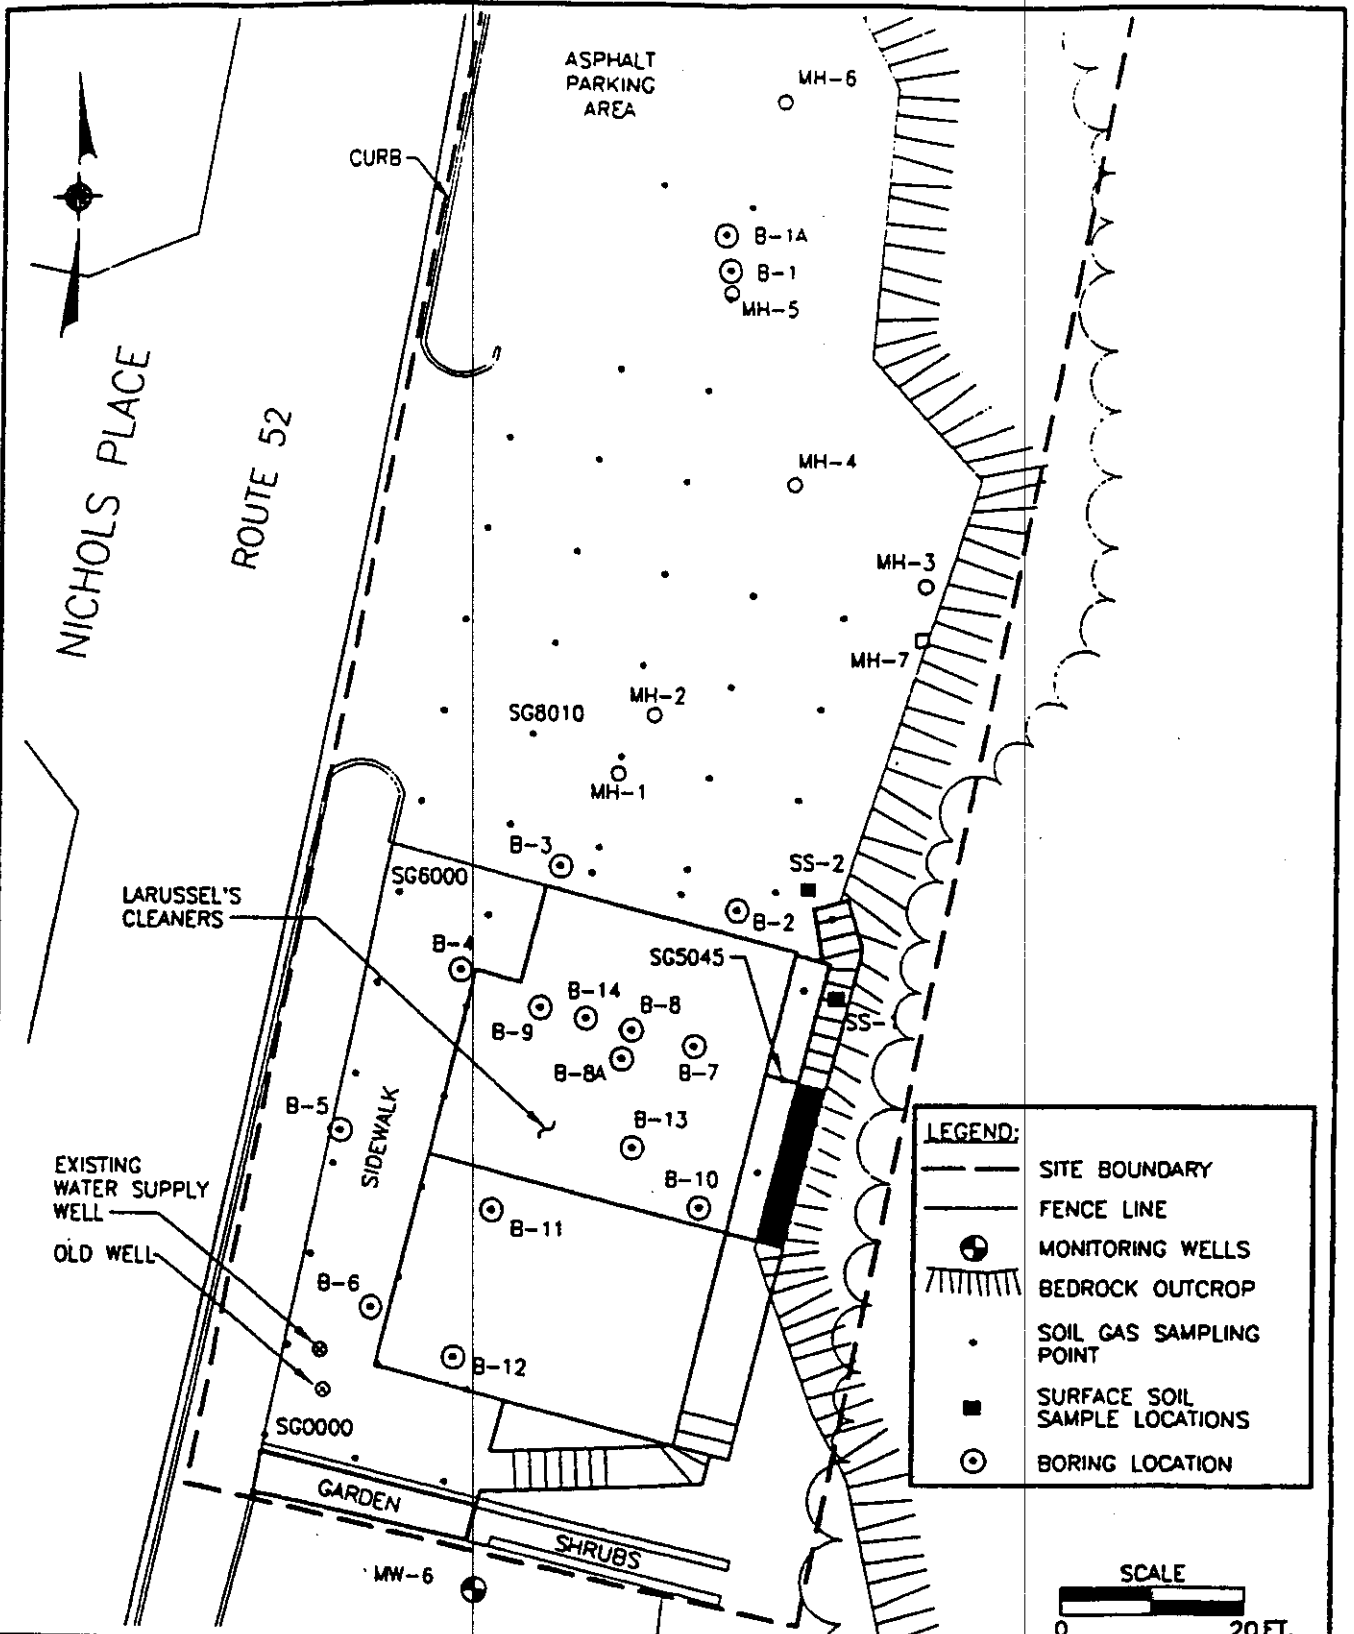 ASPHALT
PARKING
AREA
MH-6
CURB
B-1A
B-1
MH-5
NICHOLS PLACE
ROUTE 52
MH-4
MH-3
MH-7
MH-2
SG8010
MH-1
B-3
SS-2
SG6000
LARUSSEL'S
CLEANERS
B-2
B-4
SG5045
B-14
B-8
B-9
SS-
B-8A
B-7
B-5
SIDEWALK
B-13
EXISTING
WATER SUPPLY
WELL
B-10
B-11
OLD WELL
B-6
B-12
SG0000
GARDEN
SHRUBS
MW-6
LEGEND:
SITE BOUNDARY
FENCE LINE
MONITORING WELLS
BEDROCK OUTCROP
SOIL GAS SAMPLING
POINT
SURFACE SOIL
SAMPLE LOCATIONS
BORING LOCATION
SCALE
0 20 FT.